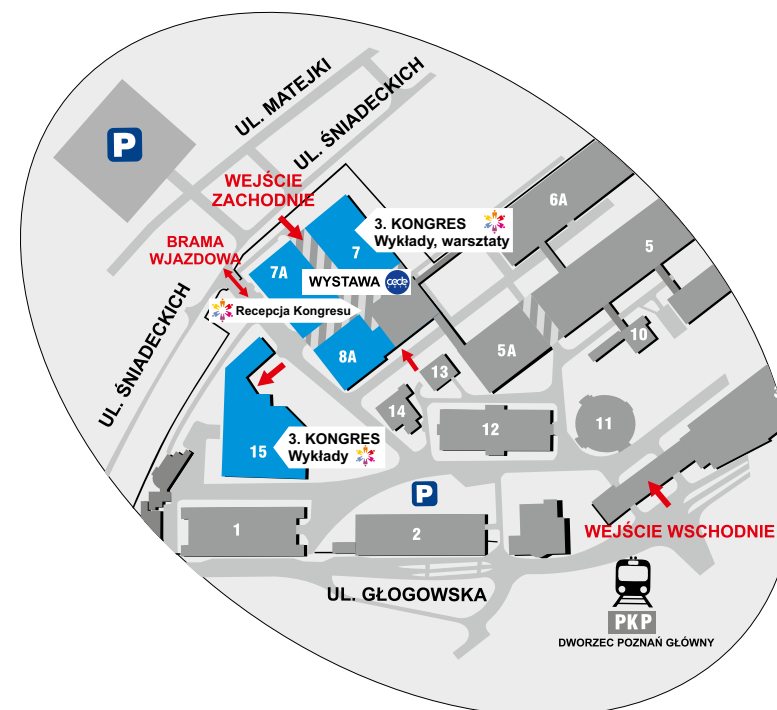 UL. MATEJKI
UL. ŚNIADECKICH
P
WEJŚCIE
ZACHODNIE
6A
3. KONGRES
Wykłady, warsztaty
BRAMA
WJAZDOWA
7
5
7A
WYSTAWA
cede
Recepcja Kongresu
UL. ŚNIADECKICH
10
8A
5A
13
14
11
12
3. KONGRES
Wykłady
15
P
1
2
WEJŚCIE WSCHODNIE
UL. GŁOGOWSKA
PKP
DWORZEC POZNAŃ GŁÓWNY